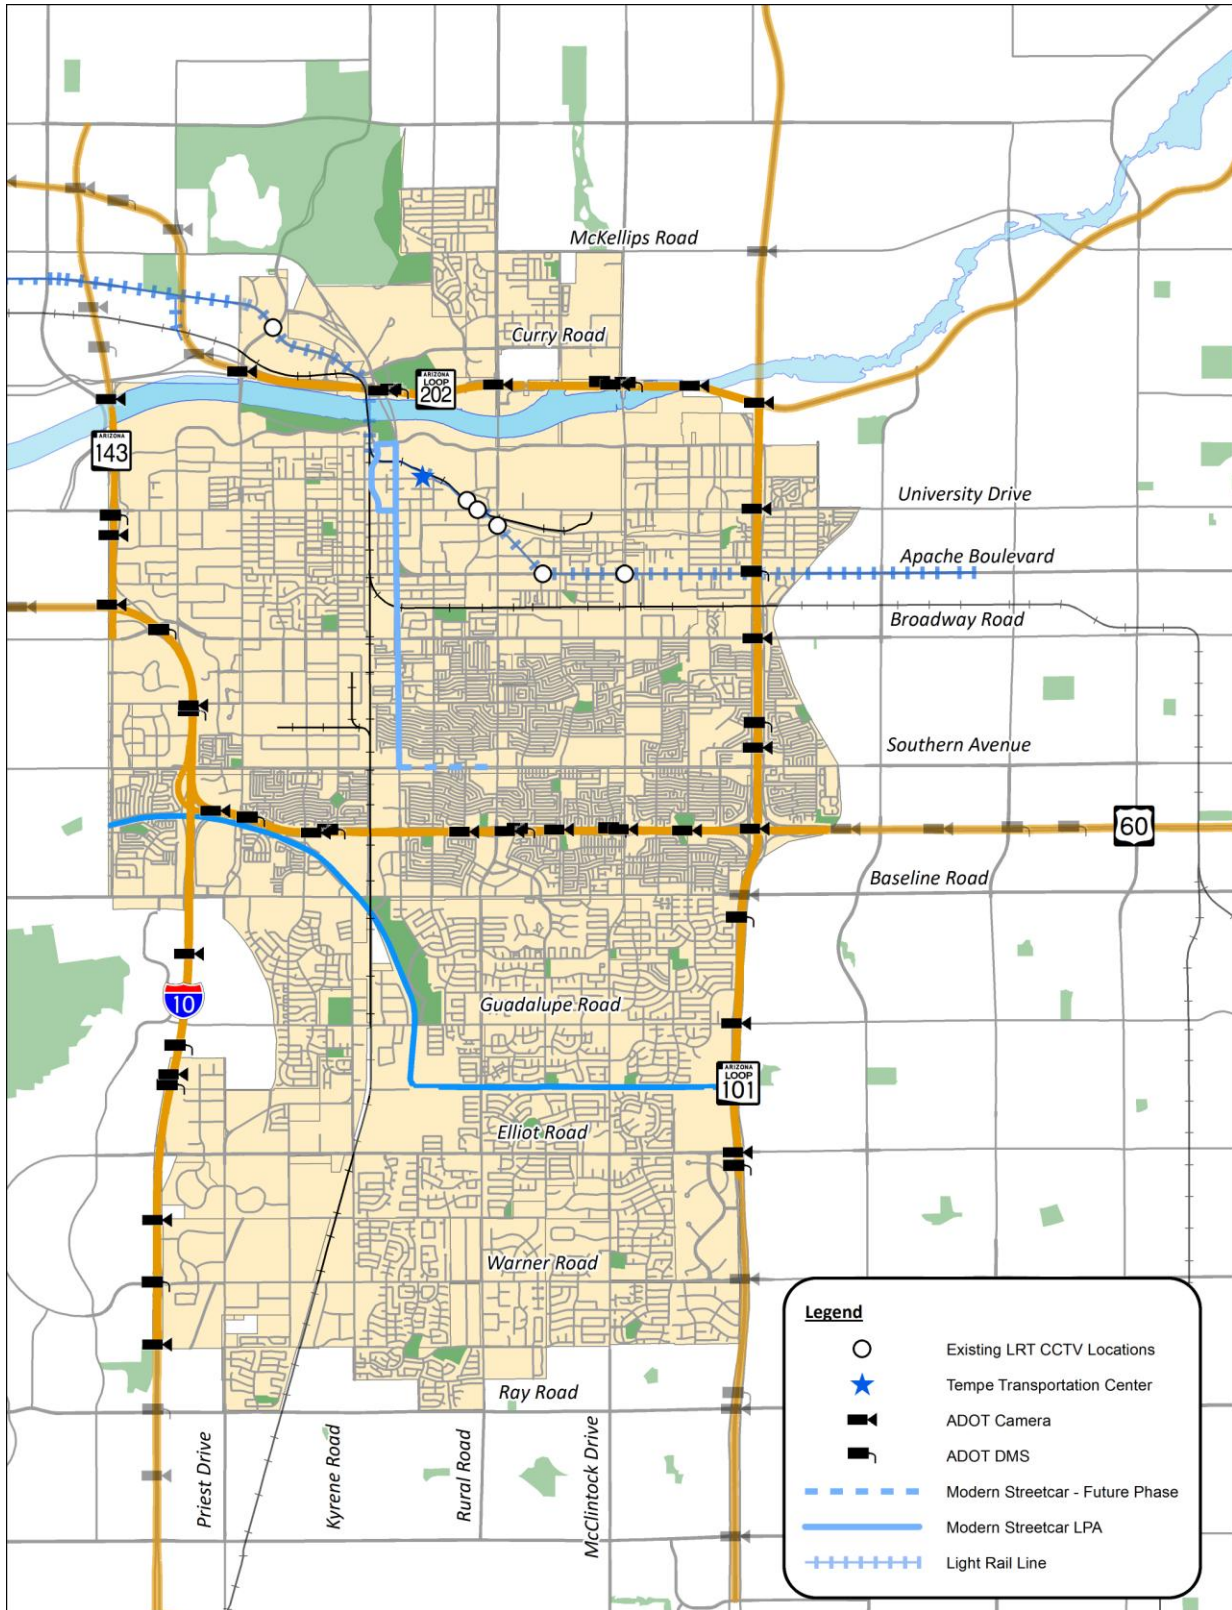 McKellips Road
Curry Road
ARIZONA
LOOP
202
ARIZONA
143
University Drive
Apache Boulevard
Broadway Road
Southern Avenue
60
Baseline Road
10
Guadalupe Road
ARIZONA
LOOP
101
Elliot Road
Warner Road
Ray Road
Priest Drive
Kyrene Road
Rural Road
McClintock Drive
Legend
Existing LRT CCTV Locations
Tempe Transportation Center
ADOT Camera
ADOT DMS
Modern Streetcar - Future Phase
Modern Streetcar LPA
Light Rail Line